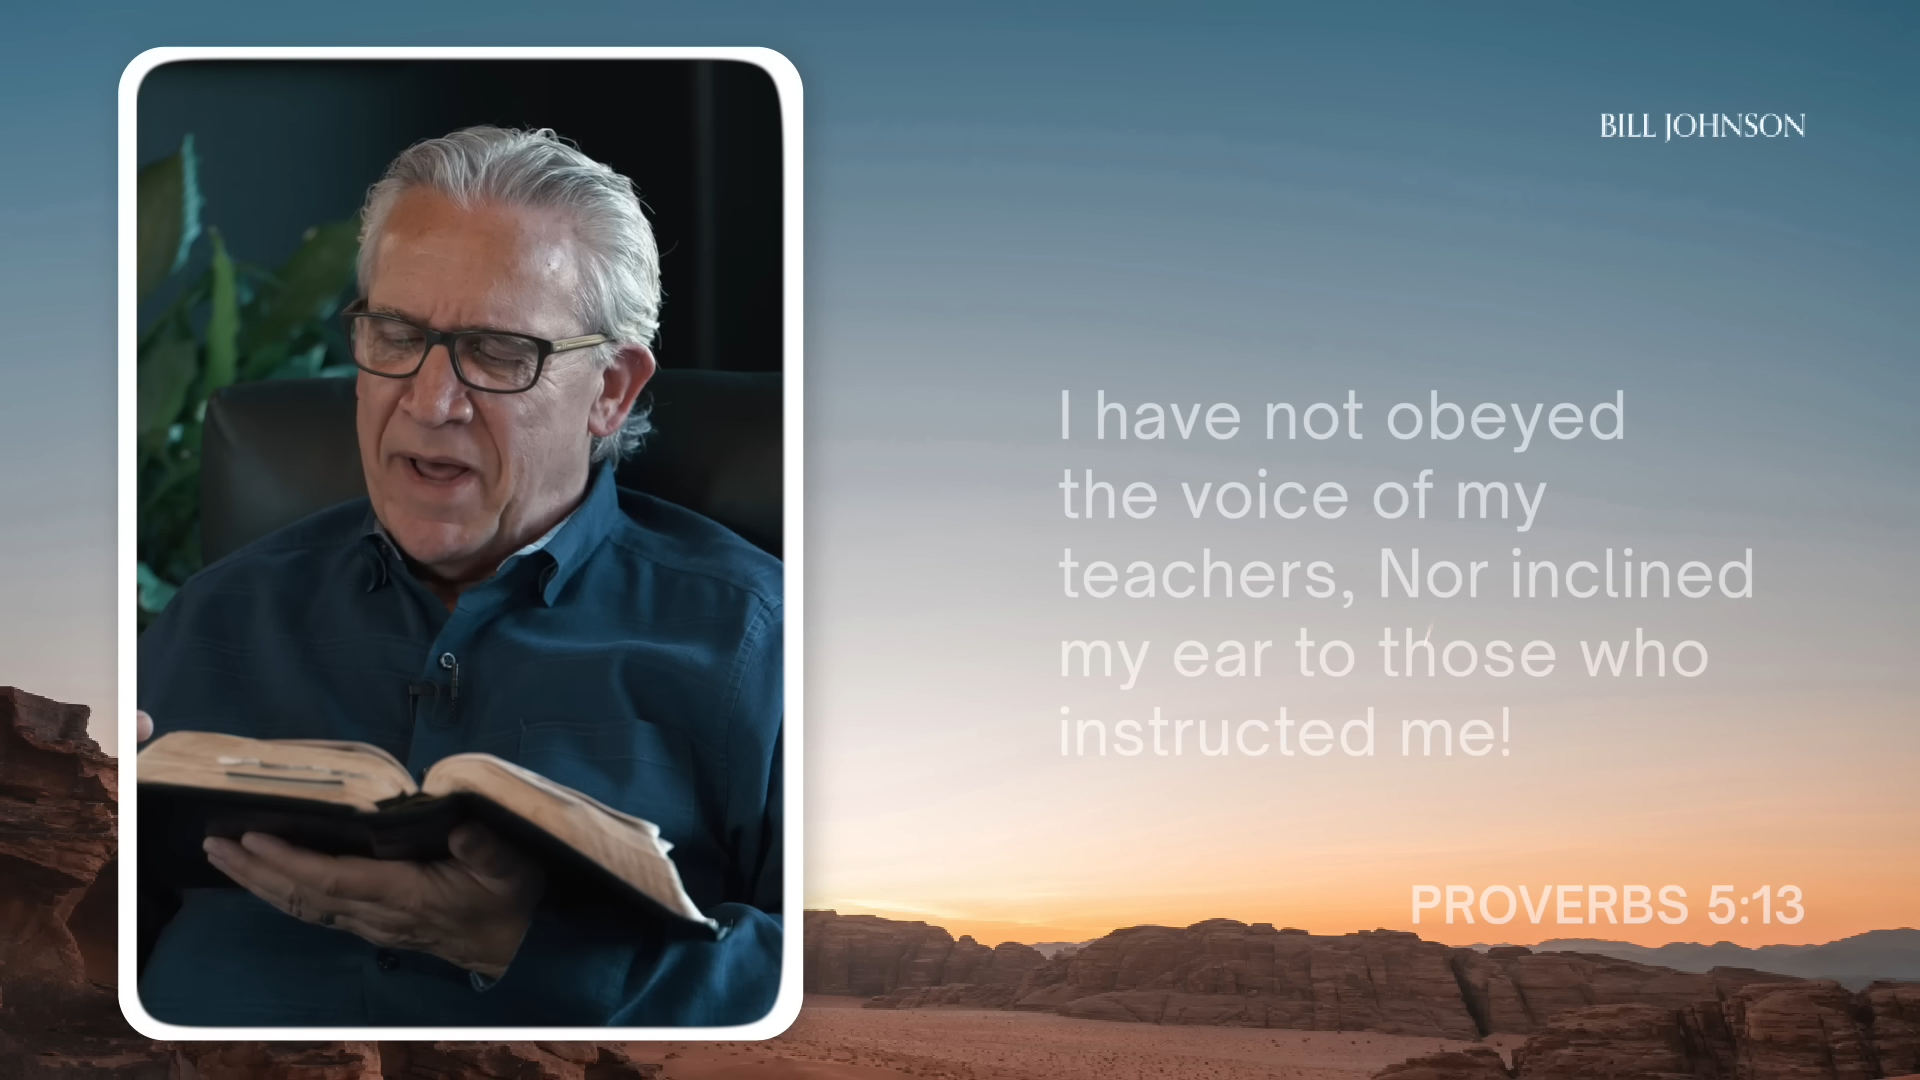 BILL JOHNSON
I have not obeyed
the voice of my
teachers, Nor inclined
my ear to those who
instructed me!
PROVERBS 5:13